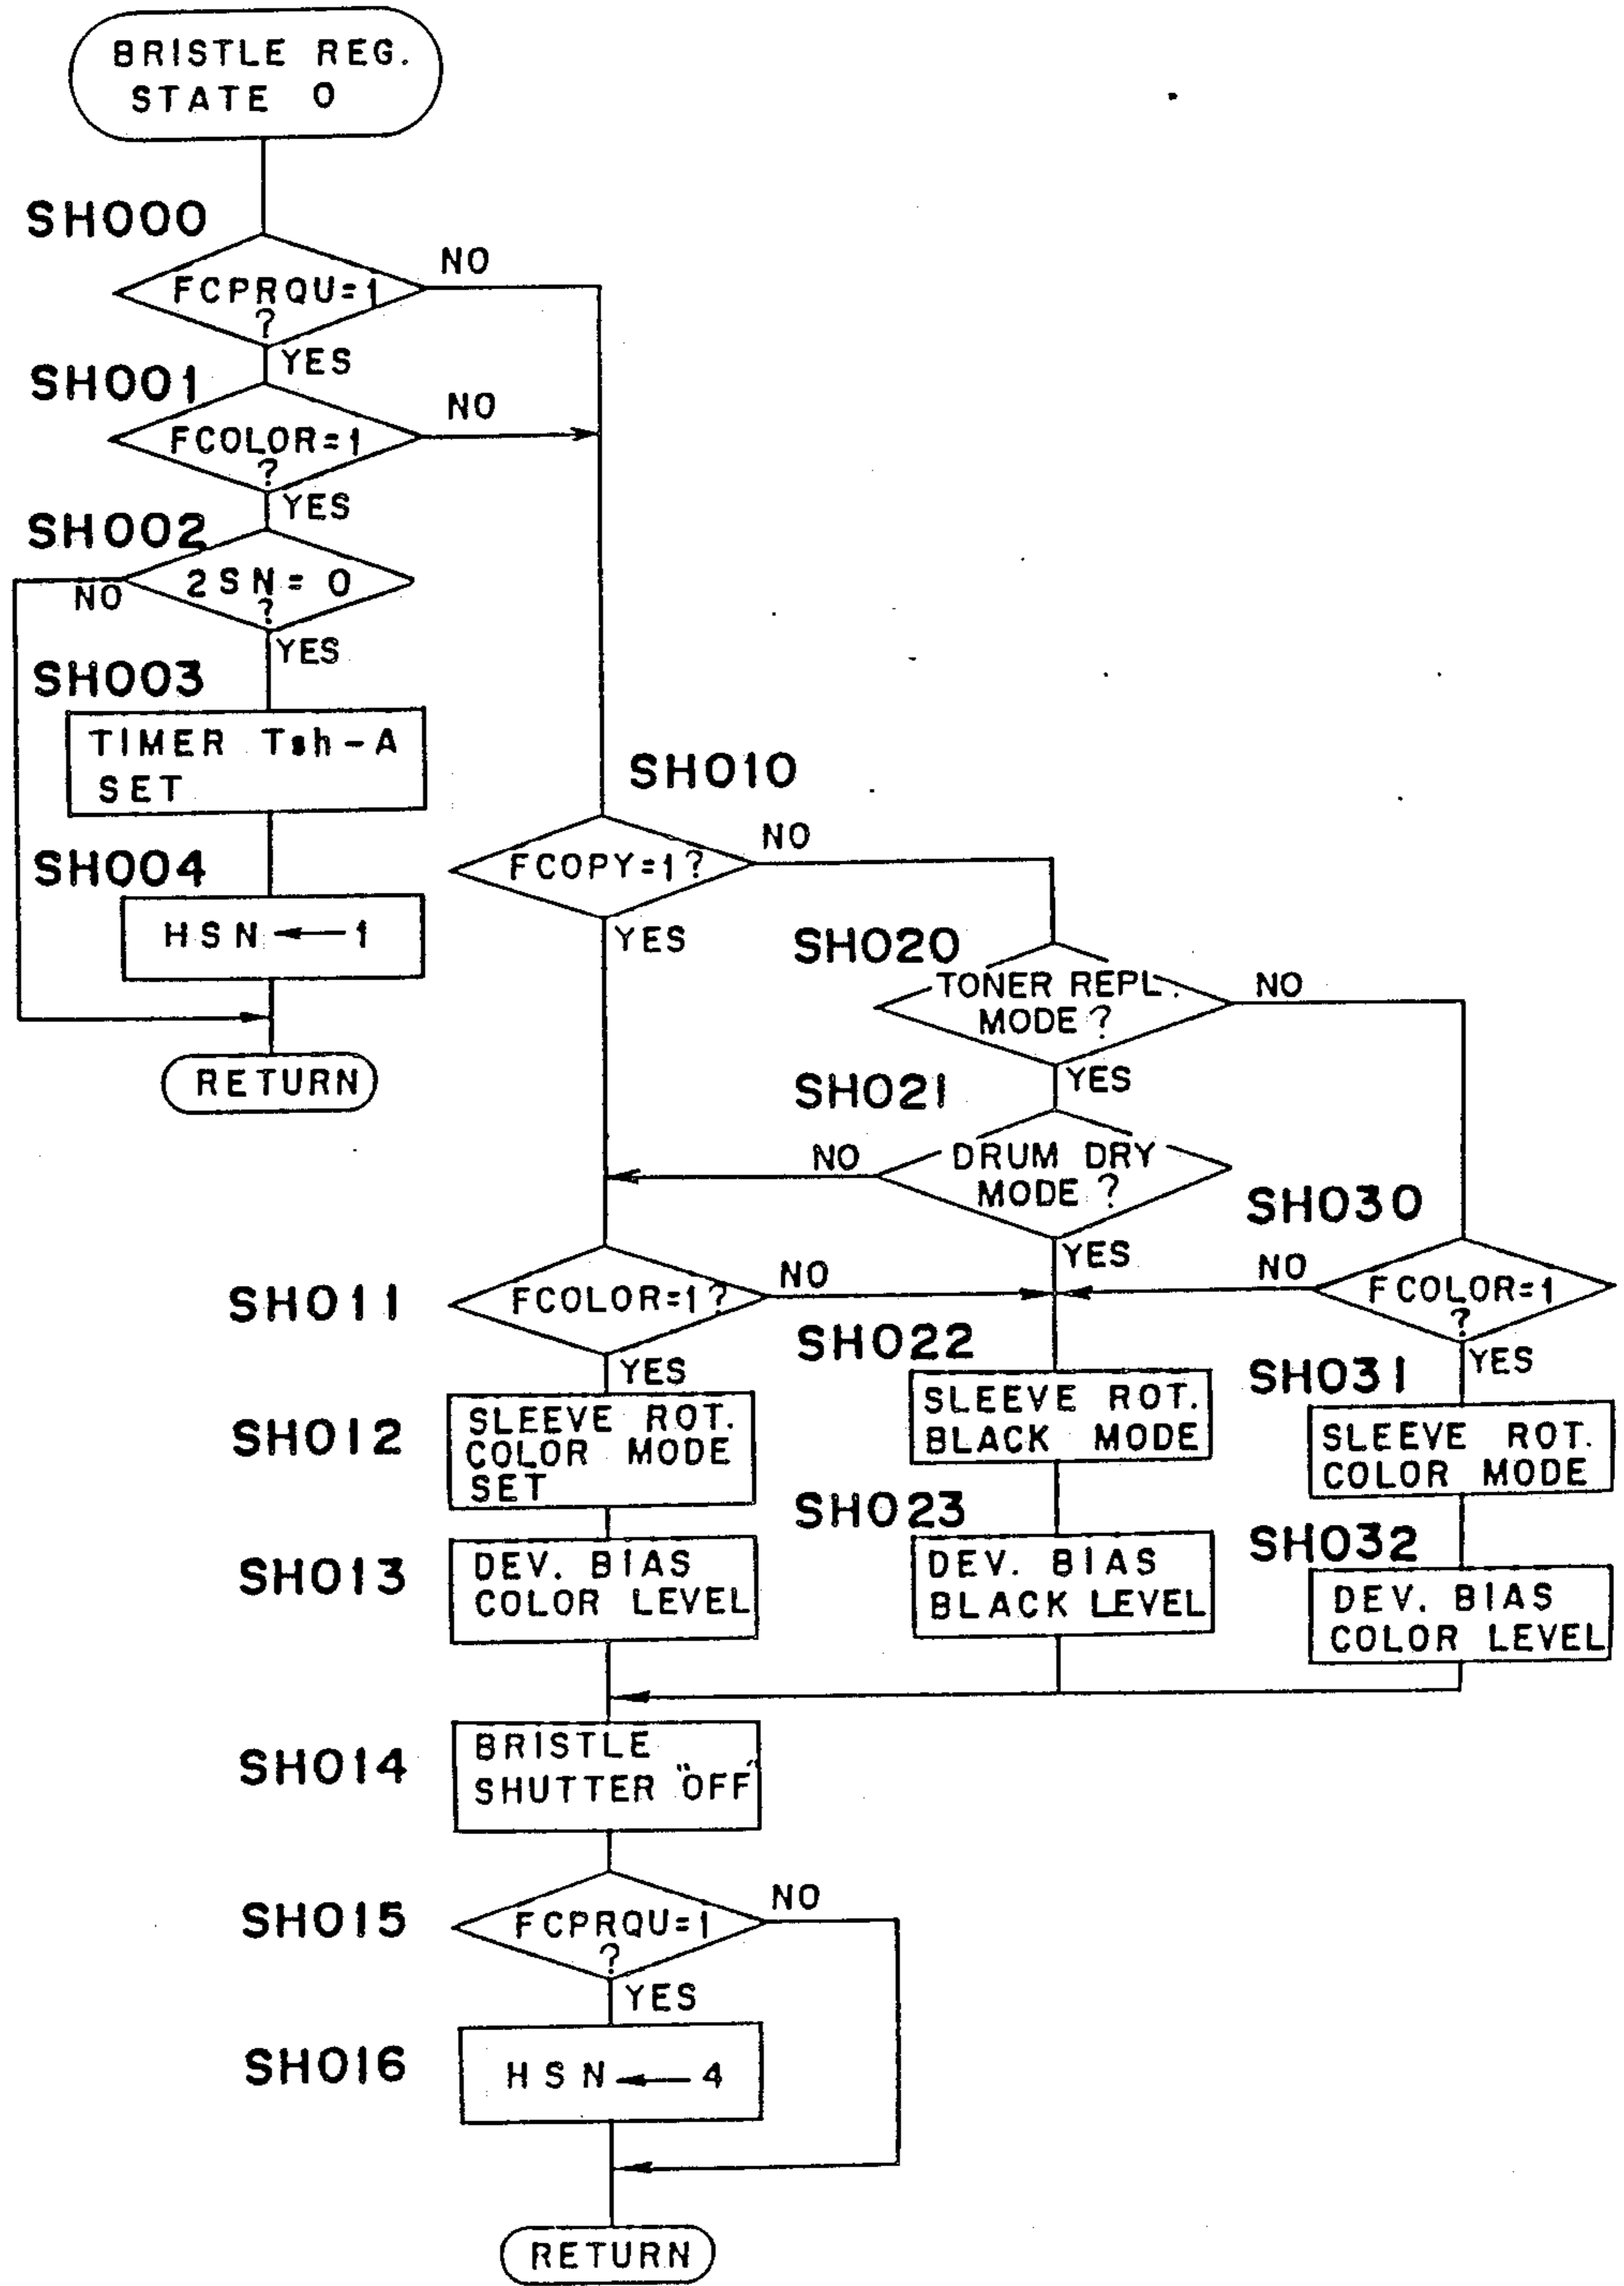 BRISTLE REG.
STATE 0
SH000
FCPRQU=1
?
NO
YES
SH001
FCOLOR=1
?
NO
YES
SH002
2SN=0
?
NO
YES
SH003
TIMER Tsh-A
SET
SH004
HSN ← 1
RETURN
SH010
FCOPY=1?
NO
YES
SH020
TONER REPL.
MODE?
NO
YES
SH021
DRUM DRY
MODE?
NO
YES
SH030
FCOLOR=1
?
NO
YES
SH011
FCOLOR=1?
NO
YES
SH012
SLEEVE ROT.
COLOR MODE
SET
SH013
DEV. BIAS
COLOR LEVEL
SH022
SLEEVE ROT.
BLACK MODE
SH023
DEV. BIAS
BLACK LEVEL
SH031
SLEEVE ROT.
COLOR MODE
SH032
DEV. BIAS
COLOR LEVEL
SH014
BRISTLE
SHUTTER "OFF"
SH015
FCPRQU=1
?
NO
YES
SH016
HSN ← 4
RETURN